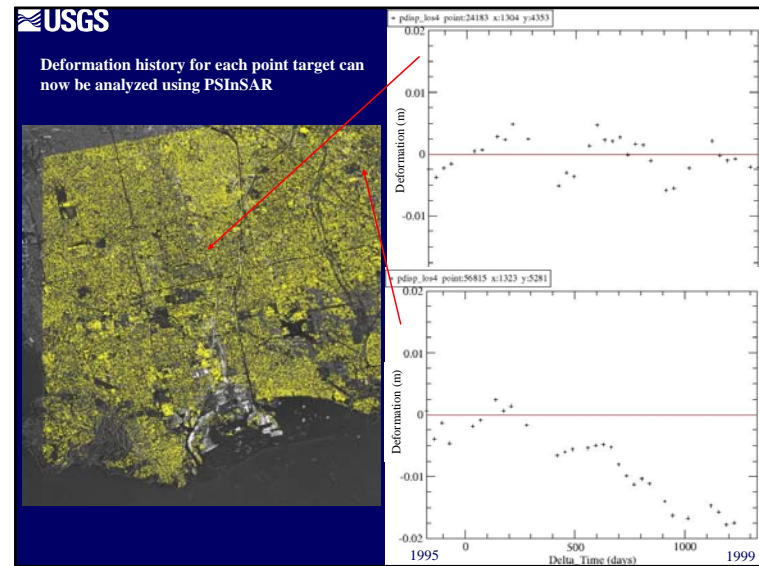 USGS
Deformation history for each point target can
now be analyzed using PSInSAR
+ pdisp_los4 point:24183 x:1304 y:4353
0.02
0.01
0
-0.01
Deformation (m)
+ pdisp_los4 point:56815 x:1323 y:5281
0.02
0.01
0
-0.01
-0.02
Deformation (m)
0
500
1000
1995
Delta_Time (days)
1999